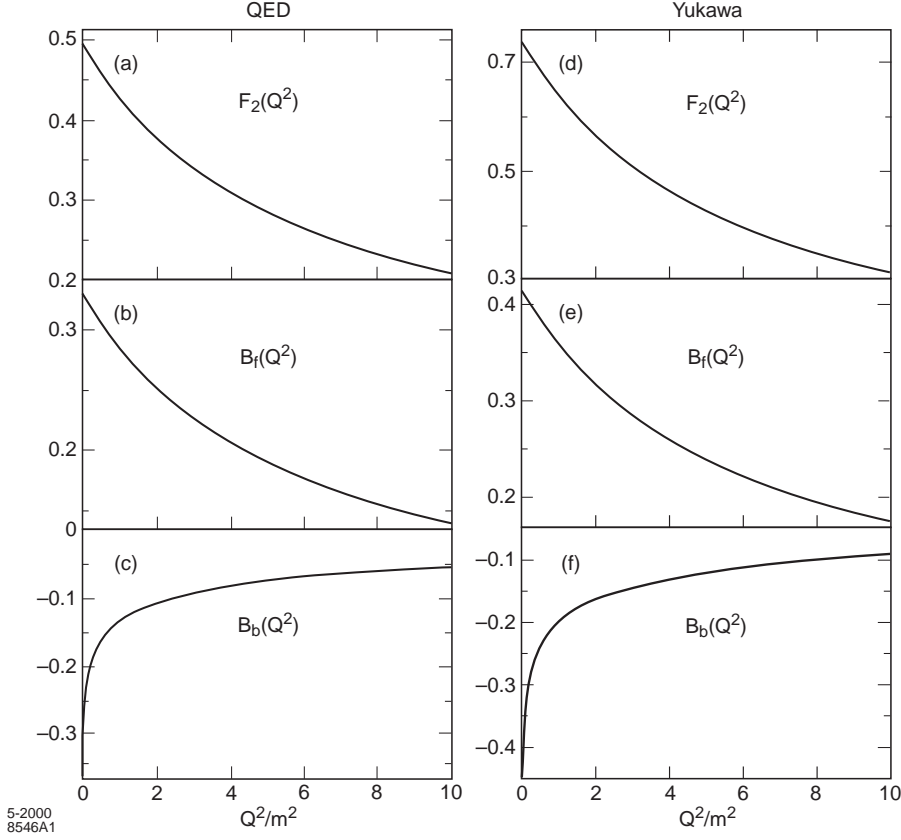 QED
Yukawa
0.5
0.4
0.3
0.2
(a)
F2(Q²)
0.7
0.5
0.3
(d)
F2(Q²)
0.3
0.2
0
(b)
Bf(Q²)
0.4
0.3
0.2
(e)
Bf(Q²)
–0.1
–0.2
–0.3
(c)
Bb(Q²)
–0.1
–0.2
–0.3
–0.4
(f)
Bb(Q²)
0 2 4 6 8 10
0 2 4 6 8 10
Q²/m²
Q²/m²
5-2000
8546A1